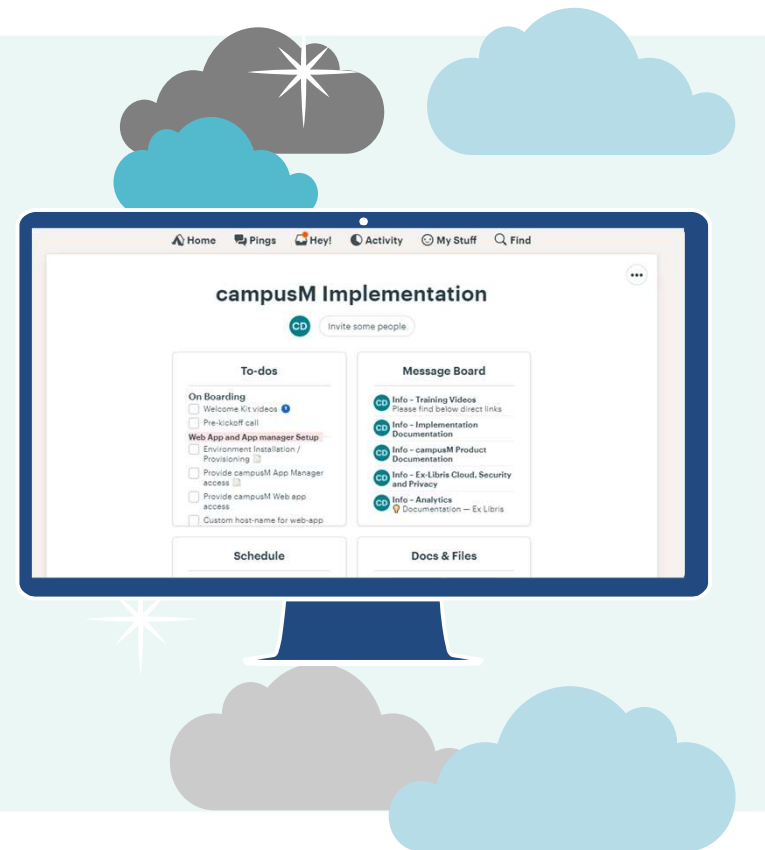 Home Pings Hey! Activity My Stuff Find
campusM Implementation
CD Invite some people
To-dos
On Boarding
Welcome Kit videos 1
Pre-kickoff call
Web App and App manager Setup
Environment Installation /
Provisioning
Provide campusM App Manager
access
Provide campusM Web app
access
Custom host-name for web-app
Message Board
CD Info – Training Videos
Please find below direct links
CD Info – Implementation
Documentation
CD Info – campusM Product
Documentation
CD Info – Ex-Libris Cloud, Security
and Privacy
CD Info – Analytics
Documentation — Ex Libris
Schedule
Docs & Files